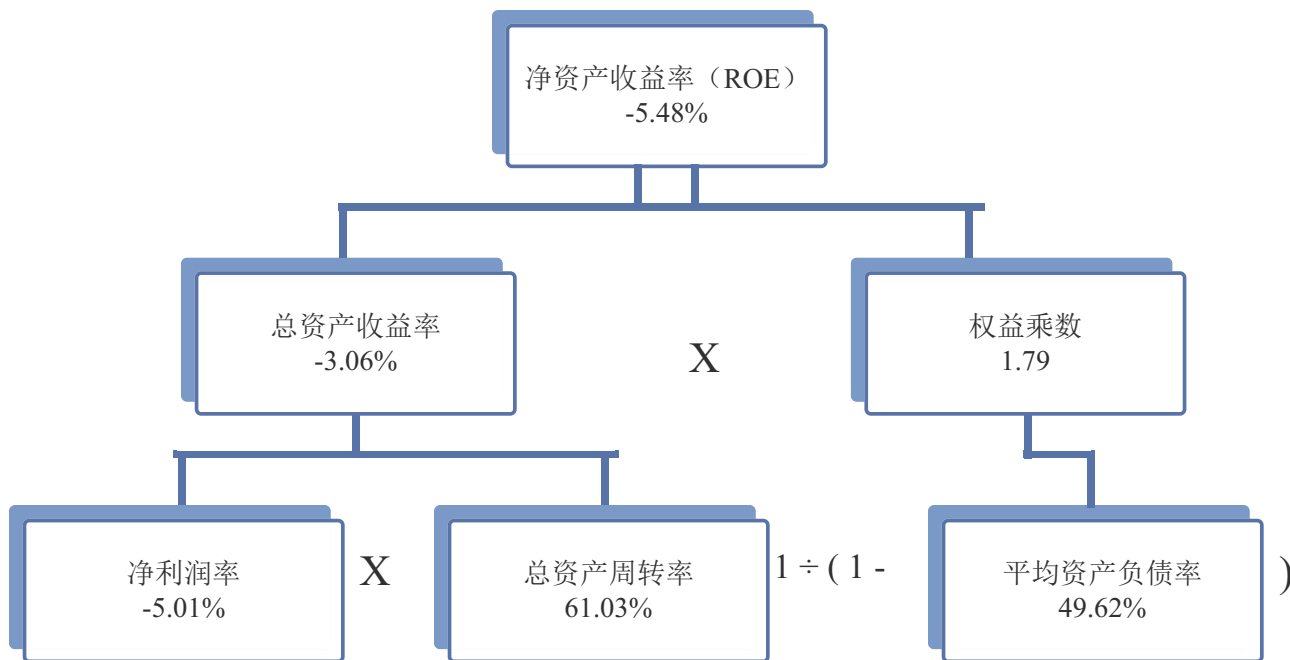 净资产收益率（ROE）
-5.48%
总资产收益率
-3.06%
X
权益乘数
1.79
净利润率
-5.01%
X
总资产周转率
61.03%
1 ÷ ( 1 -
平均资产负债率
49.62%
)